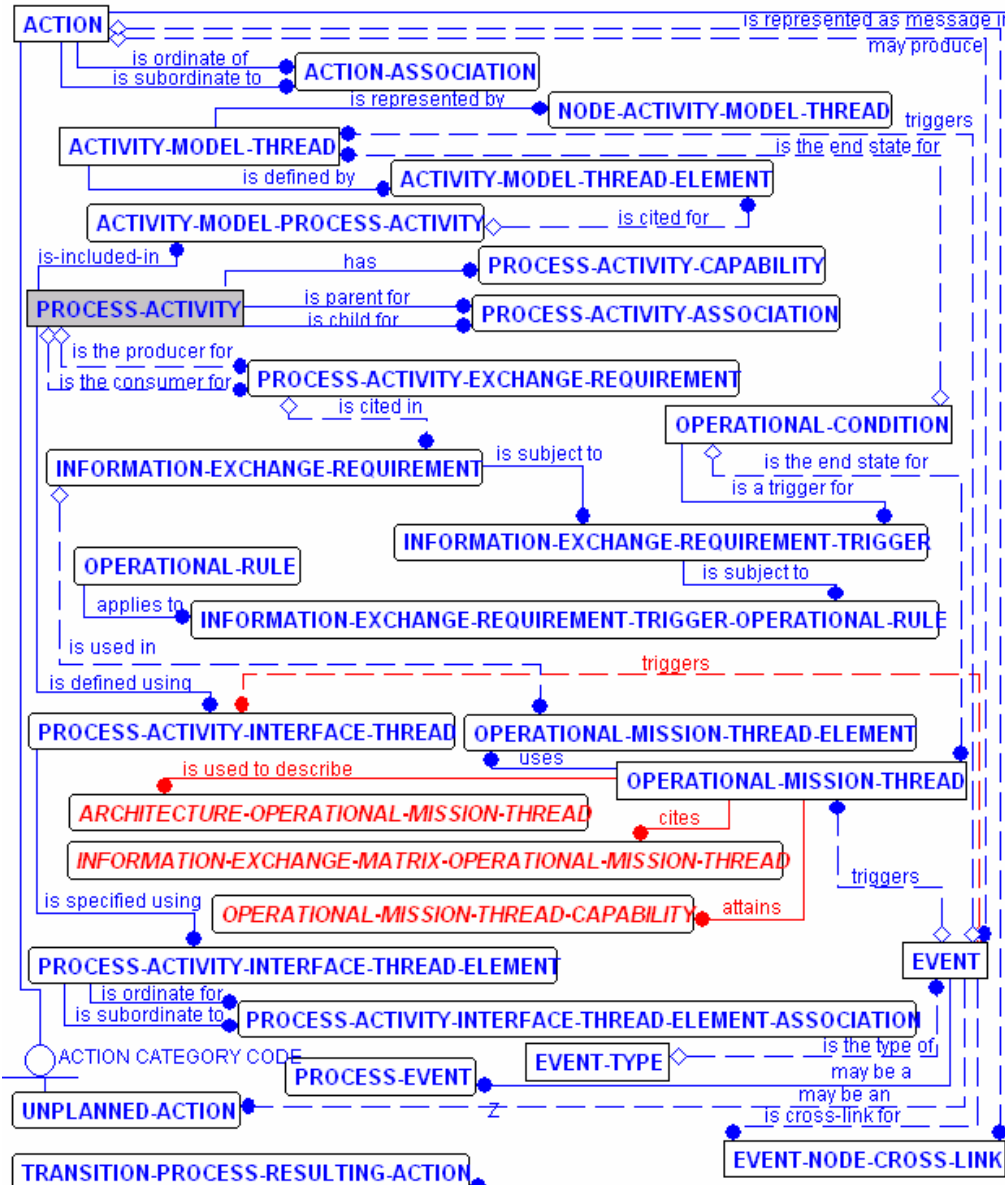 ACTION
is represented as message i
may produce
is ordinate of
is subordinate to
ACTION-ASSOCIATION
is represented by
NODE-ACTIVITY-MODEL-THREAD
triggers
ACTIVITY-MODEL-THREAD
is the end state for
is defined by
ACTIVITY-MODEL-THREAD-ELEMENT
ACTIVITY-MODEL-PROCESS-ACTIVITY
is cited for
is-included-in
has
PROCESS-ACTIVITY-CAPABILITY
PROCESS-ACTIVITY
is parent for
is child for
PROCESS-ACTIVITY-ASSOCIATION
is the producer for
is the consumer for
PROCESS-ACTIVITY-EXCHANGE-REQUIREMENT
is cited in
OPERATIONAL-CONDITION
INFORMATION-EXCHANGE-REQUIREMENT
is subject to
is the end state for
is a trigger for
INFORMATION-EXCHANGE-REQUIREMENT-TRIGGER
OPERATIONAL-RULE
is subject to
applies to
INFORMATION-EXCHANGE-REQUIREMENT-TRIGGER-OPERATIONAL-RULE
is used in
triggers
is defined using
PROCESS-ACTIVITY-INTERFACE-THREAD
OPERATIONAL-MISSION-THREAD-ELEMENT
uses
is used to describe
OPERATIONAL-MISSION-THREAD
ARCHITECTURE-OPERATIONAL-MISSION-THREAD
cites
INFORMATION-EXCHANGE-MATRIX-OPERATIONAL-MISSION-THREAD
triggers
is specified using
OPERATIONAL-MISSION-THREAD-CAPABILITY
attains
PROCESS-ACTIVITY-INTERFACE-THREAD-ELEMENT
EVENT
is ordinate for
is subordinate to
PROCESS-ACTIVITY-INTERFACE-THREAD-ELEMENT-ASSOCIATION
is the type of
ACTION CATEGORY CODE
EVENT-TYPE
may be a
PROCESS-EVENT
may be an
UNPLANNED-ACTION
Z
is cross-link for
EVENT-NODE-CROSS-LINK
TRANSITION-PROCESS-RESULTING-ACTION